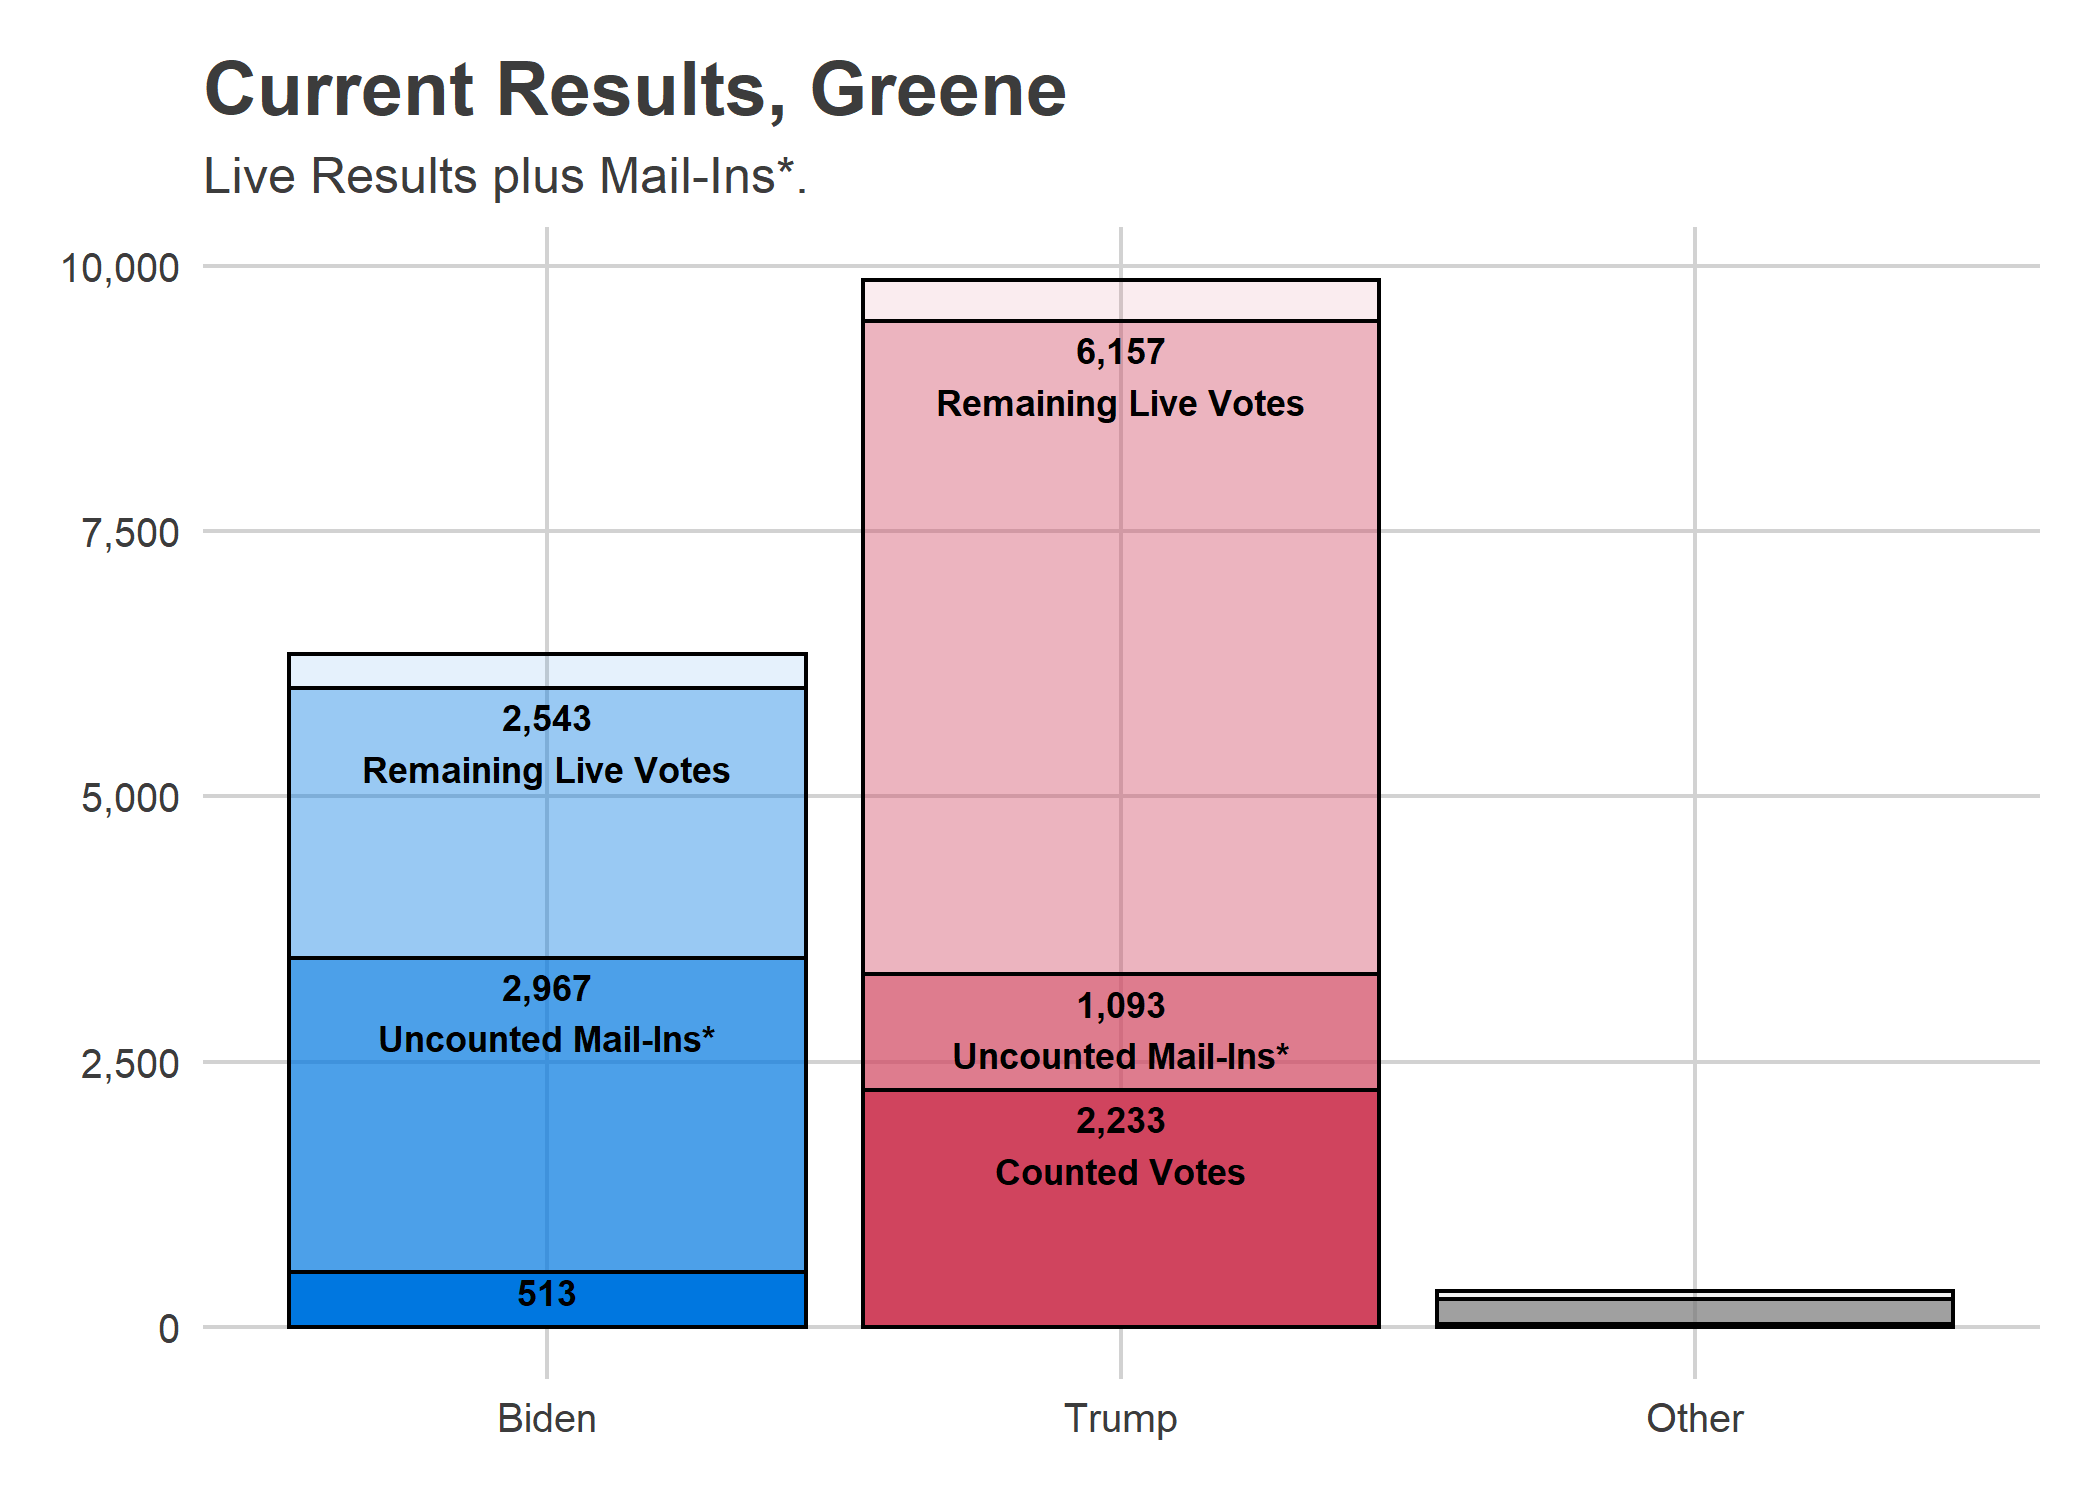 Current Results, Greene
Live Results plus Mail-Ins*.
10,000
7,500
5,000
2,500
0
2,543
Remaining Live Votes
2,967
Uncounted Mail-Ins*
513
6,157
Remaining Live Votes
1,093
Uncounted Mail-Ins*
2,233
Counted Votes
Biden
Trump
Other